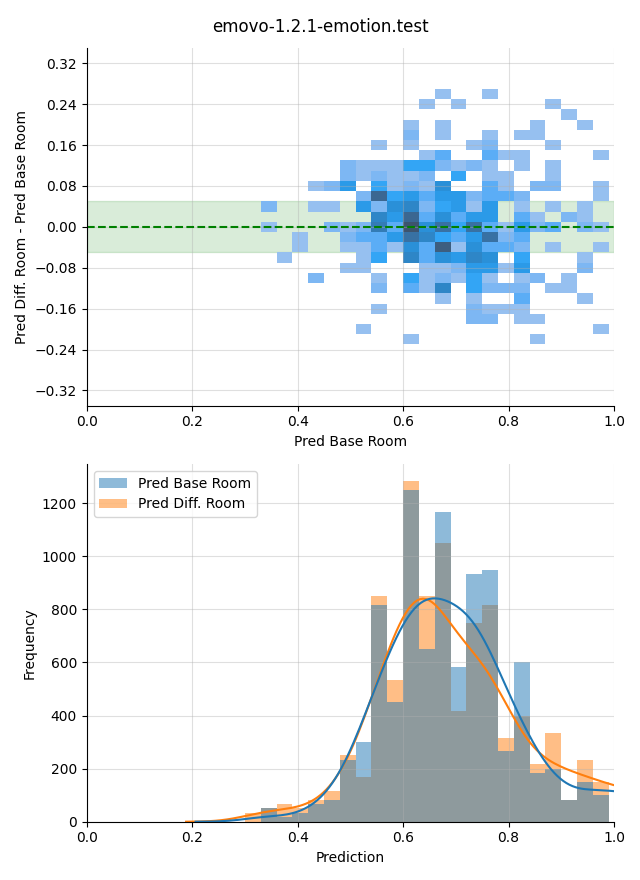 emovo-1.2.1-emotion.test
Pred Diff. Room - Pred Base Room
0.32
0.24
0.16
0.08
0.00
−0.08
−0.16
−0.24
−0.32
0.0 0.2 0.4 0.6 0.8 1.0
Pred Base Room
Frequency
Pred Base Room
Pred Diff. Room
1200
1000
800
600
400
200
0
0.0 0.2 0.4 0.6 0.8 1.0
Prediction